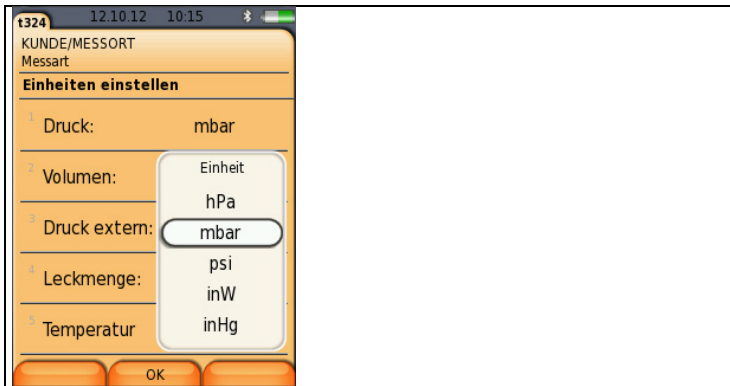 t324 12.10.12 10:15
KUNDE/MESSORT
Messart
Einheiten einstellen
1 Druck: mbar
2 Volumen:
3 Druck extern:
4 Leckmenge:
5 Temperatur
Einheit
hPa
mbar
psi
inW
inHg
OK